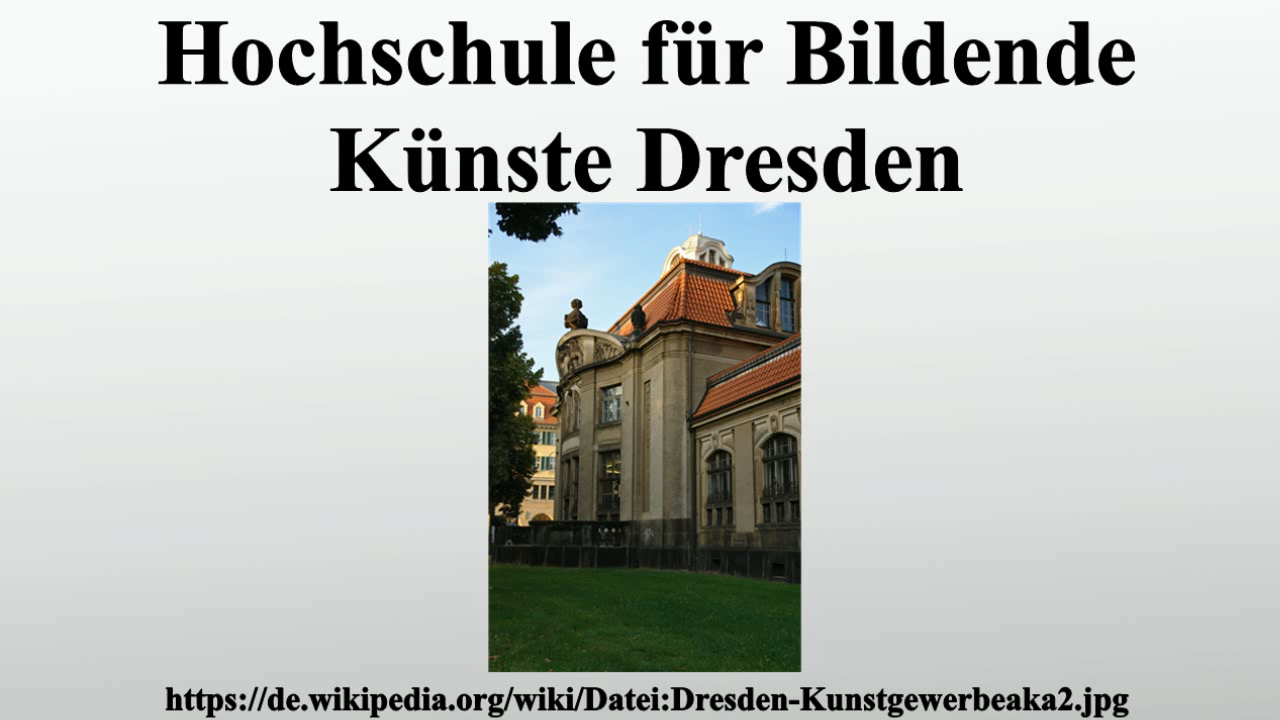 Hochschule für Bildende
Künste Dresden
https://de.wikipedia.org/wiki/Datei:Dresden-Kunstgewerbeaka2.jpg